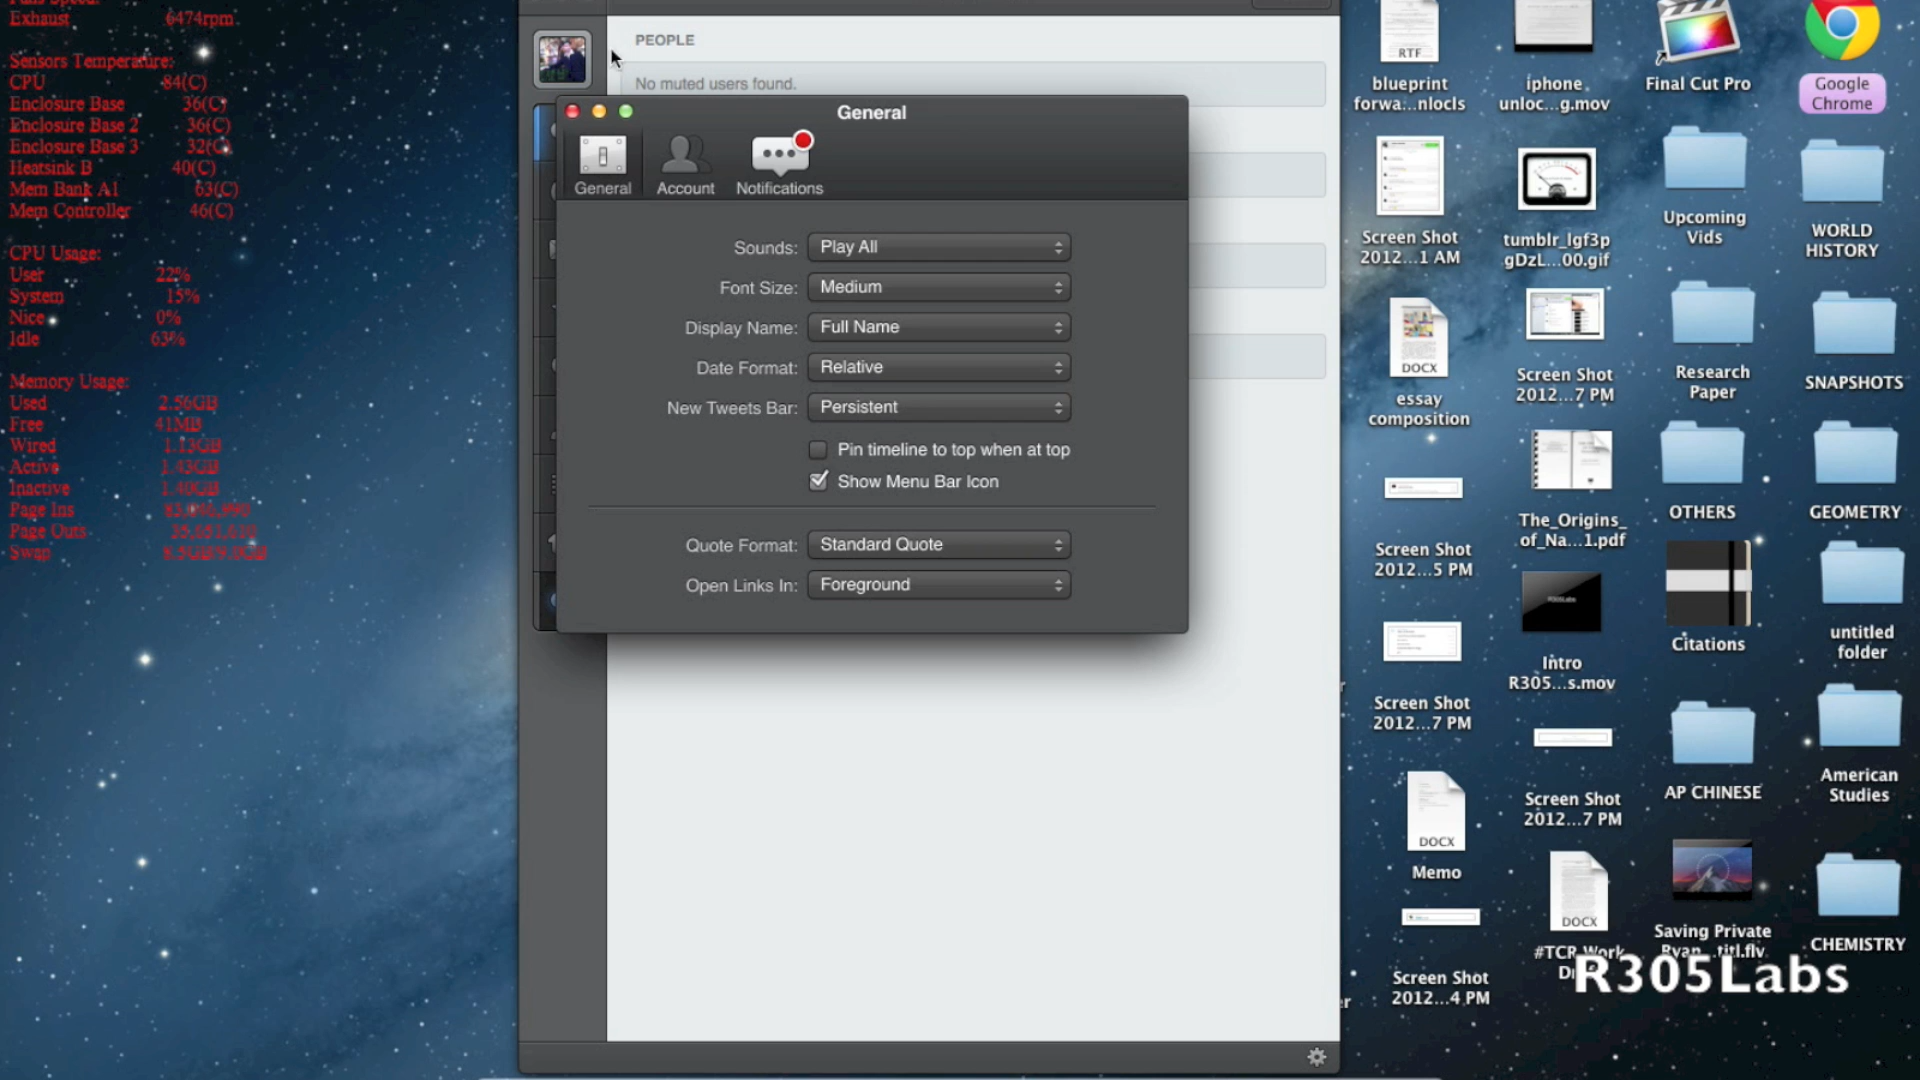 Fans Speed:
Exhaust 6474rpm
Sensors Temperature:
CPU 84(C)
Enclosure Base 36(C)
Enclosure Base 2 36(C)
Enclosure Base 3 32(C)
Heatsink B 40(C)
Mem Bank A1 63(C)
Mem Controller 46(C)
CPU Usage:
User 22%
System 15%
Nice 0%
Idle 63%
Memory Usage:
Used 2.56GB
Free 41MB
Wired 1.13GB
Active 1.43GB
Inactive 1.40GB
Page Ins
Page Outs
Swap
PEOPLE
No muted users found.
General
General
Account
Notifications
Sounds: Play All
Font Size: Medium
Display Name: Full Name
Date Format: Relative
New Tweets Bar: Persistent
Pin timeline to top when at top
Show Menu Bar Icon
Quote Format: Standard Quote
Open Links In: Foreground
RTF
blueprint
forwa...nlocls
iphone
unloc...g.mov
Final Cut Pro
Google
Chrome
Screen Shot
2012...1 AM
tumblr_lgf3p
gDzL...00.gif
Upcoming
Vids
WORLD
HISTORY
DOCX
essay
composition
Screen Shot
2012...7 PM
Research
Paper
SNAPSHOTS
Screen Shot
2012...5 PM
The_Origins_
of_Na...1.pdf
OTHERS
GEOMETRY
Screen Shot
2012...7 PM
R305Labs
Intro
R305...s.mov
Citations
untitled
folder
DOCX
Memo
Screen Shot
2012...7 PM
AP CHINESE
American
Studies
Screen Shot
2012...4 PM
DOCX
#TCR Work
Saving Private
Ryan ...titl.flv
CHEMISTRY
R305Labs